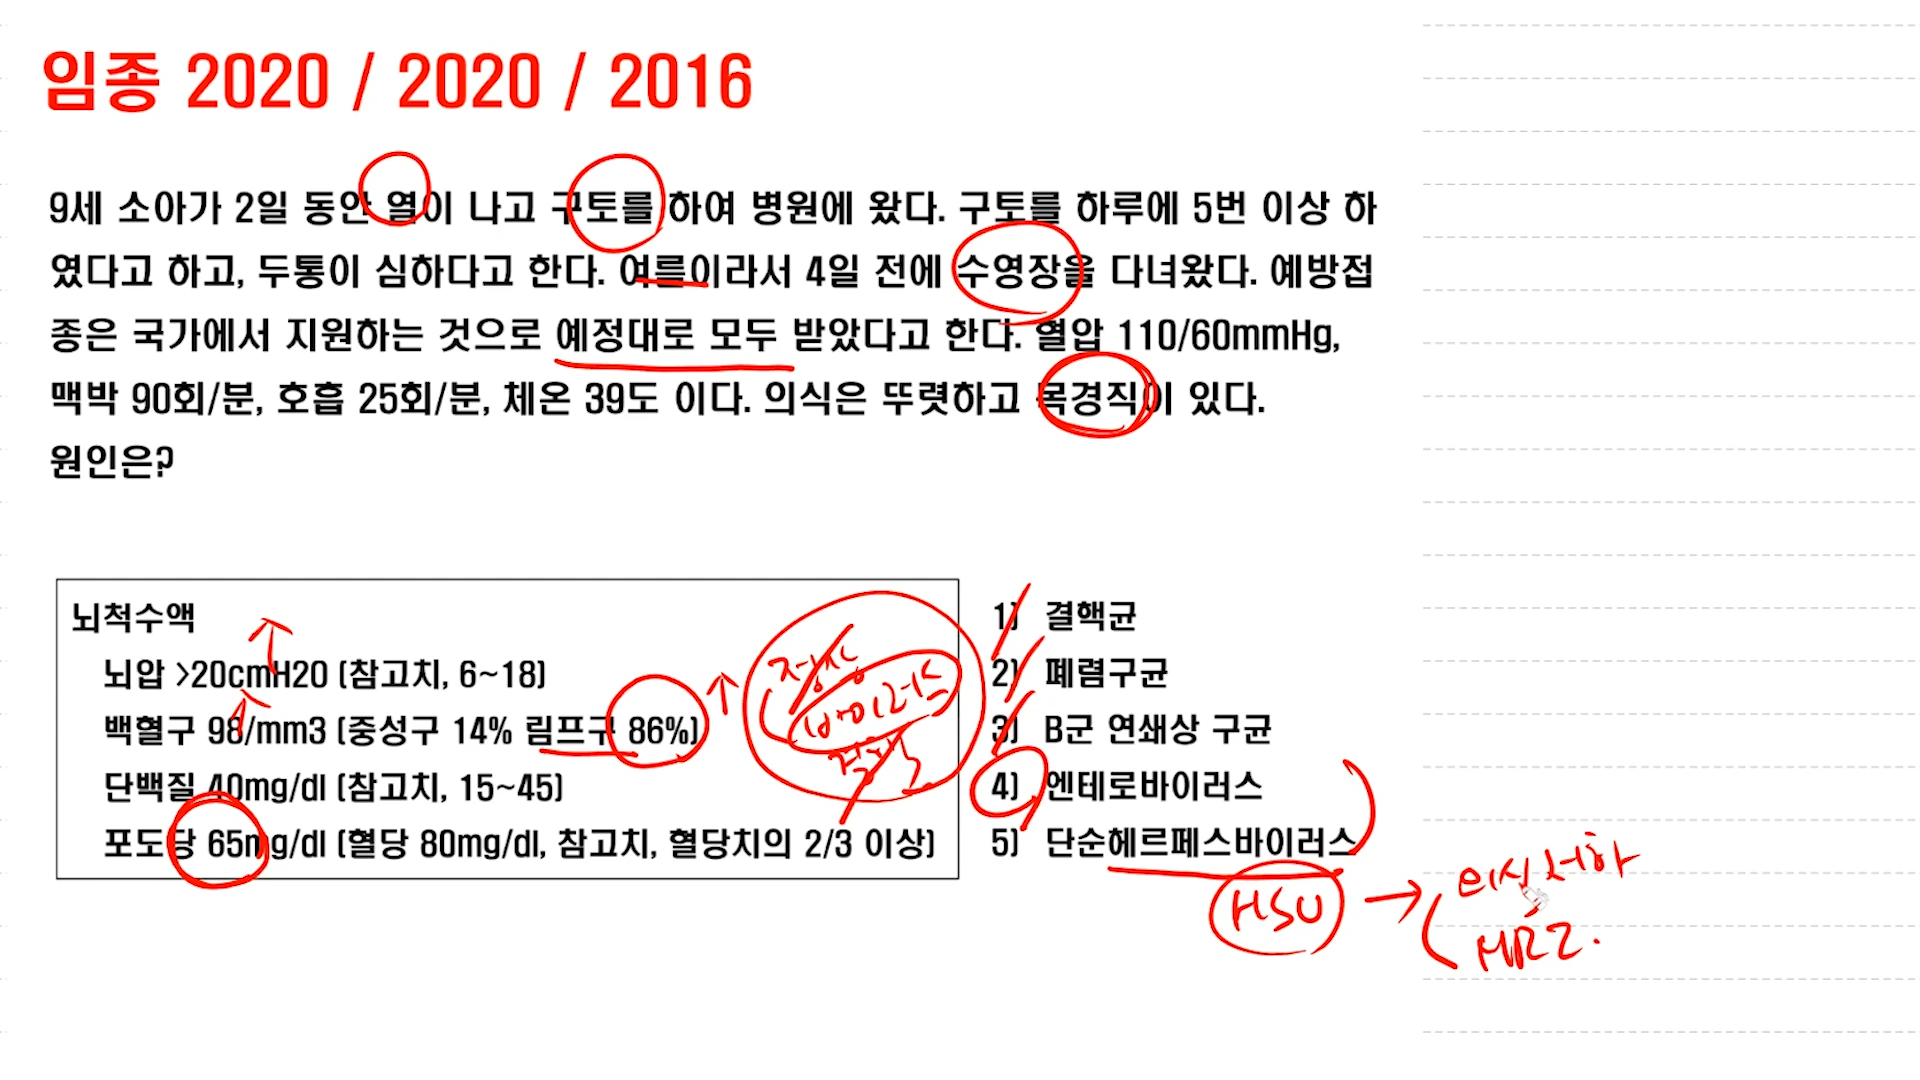 임종 2020 / 2020 / 2016
9세 소아가 2일 동안 열이 나고 구토를 하여 병원에 왔다. 구토를 하루에 5번 이상 하
였다고 하고, 두통이 심하다고 한다. 여름이라서 4일 전에 수영장을 다녀왔다. 예방접
종은 국가에서 지원하는 것으로 예정대로 모두 받았다고 한다. 혈압 110/60mmHg,
맥박 90회/분, 호흡 25회/분, 체온 39도 이다. 의식은 뚜렷하고 목경직이 있다.
원인은?
뇌척수액
뇌압 >20cmH20 (참고치, 6~18)
백혈구 98/mm3 (중성구 14% 림프구 86%)
단백질 40mg/dl (참고치, 15~45)
포도당 65mg/dl (혈당 80mg/dl, 참고치, 혈당치의 2/3 이상)
정상
바이러스
결핵
1) 결핵균
2) 폐렴구균
3) B군 연쇄상 구균
4) 엔테로바이러스
5) 단순헤르페스바이러스
HSV → 의식저하
MRI.